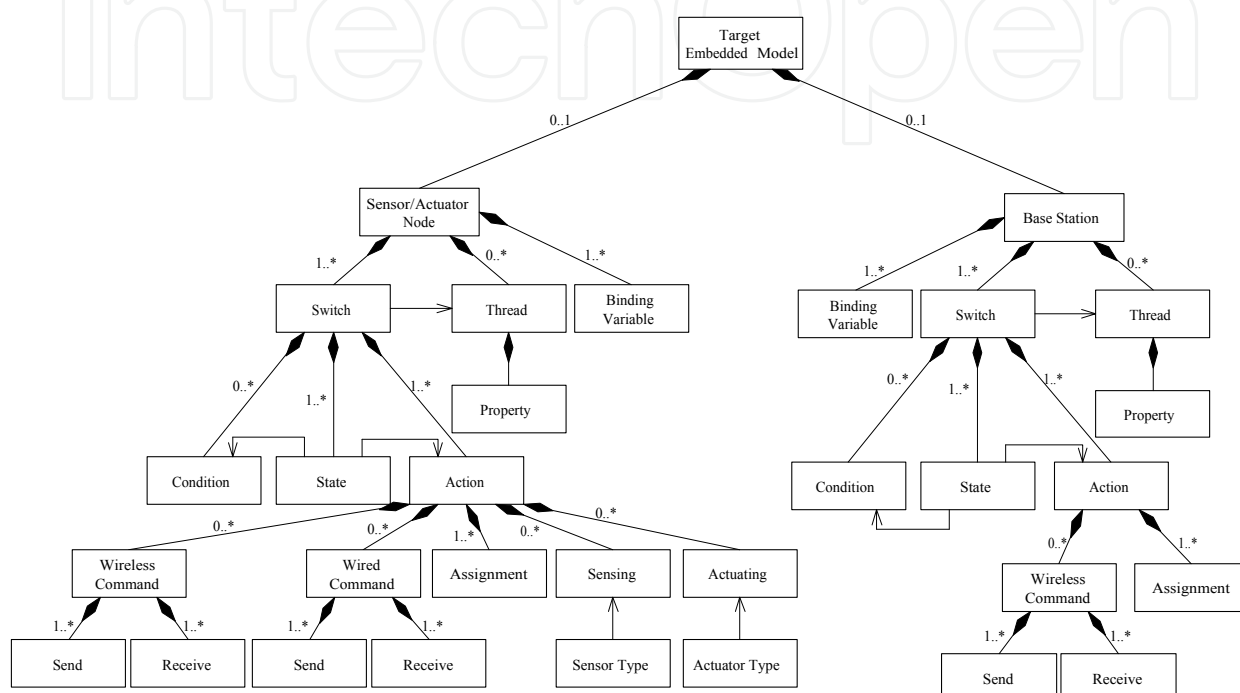 intechopen
Target
Embedded Model
0..1
0..1
Sensor/Actuator
Node
Base Station
1..*
0..*
1..*
1..*
1..*
0..*
Switch
Thread
Binding
Variable
Binding
Variable
Switch
Thread
0..*
1..*
1..*
Property
0..*
1..*
1..*
Property
Condition
State
Action
Condition
State
Action
0..*
0..*
1..*
0..*
0..*
0..*
1..*
Wireless
Command
Wired
Command
Assignment
Sensing
Actuating
Wireless
Command
Assignment
1..*
1..*
1..*
1..*
1..*
1..*
Send
Receive
Send
Receive
Sensor Type
Actuator Type
Send
Receive